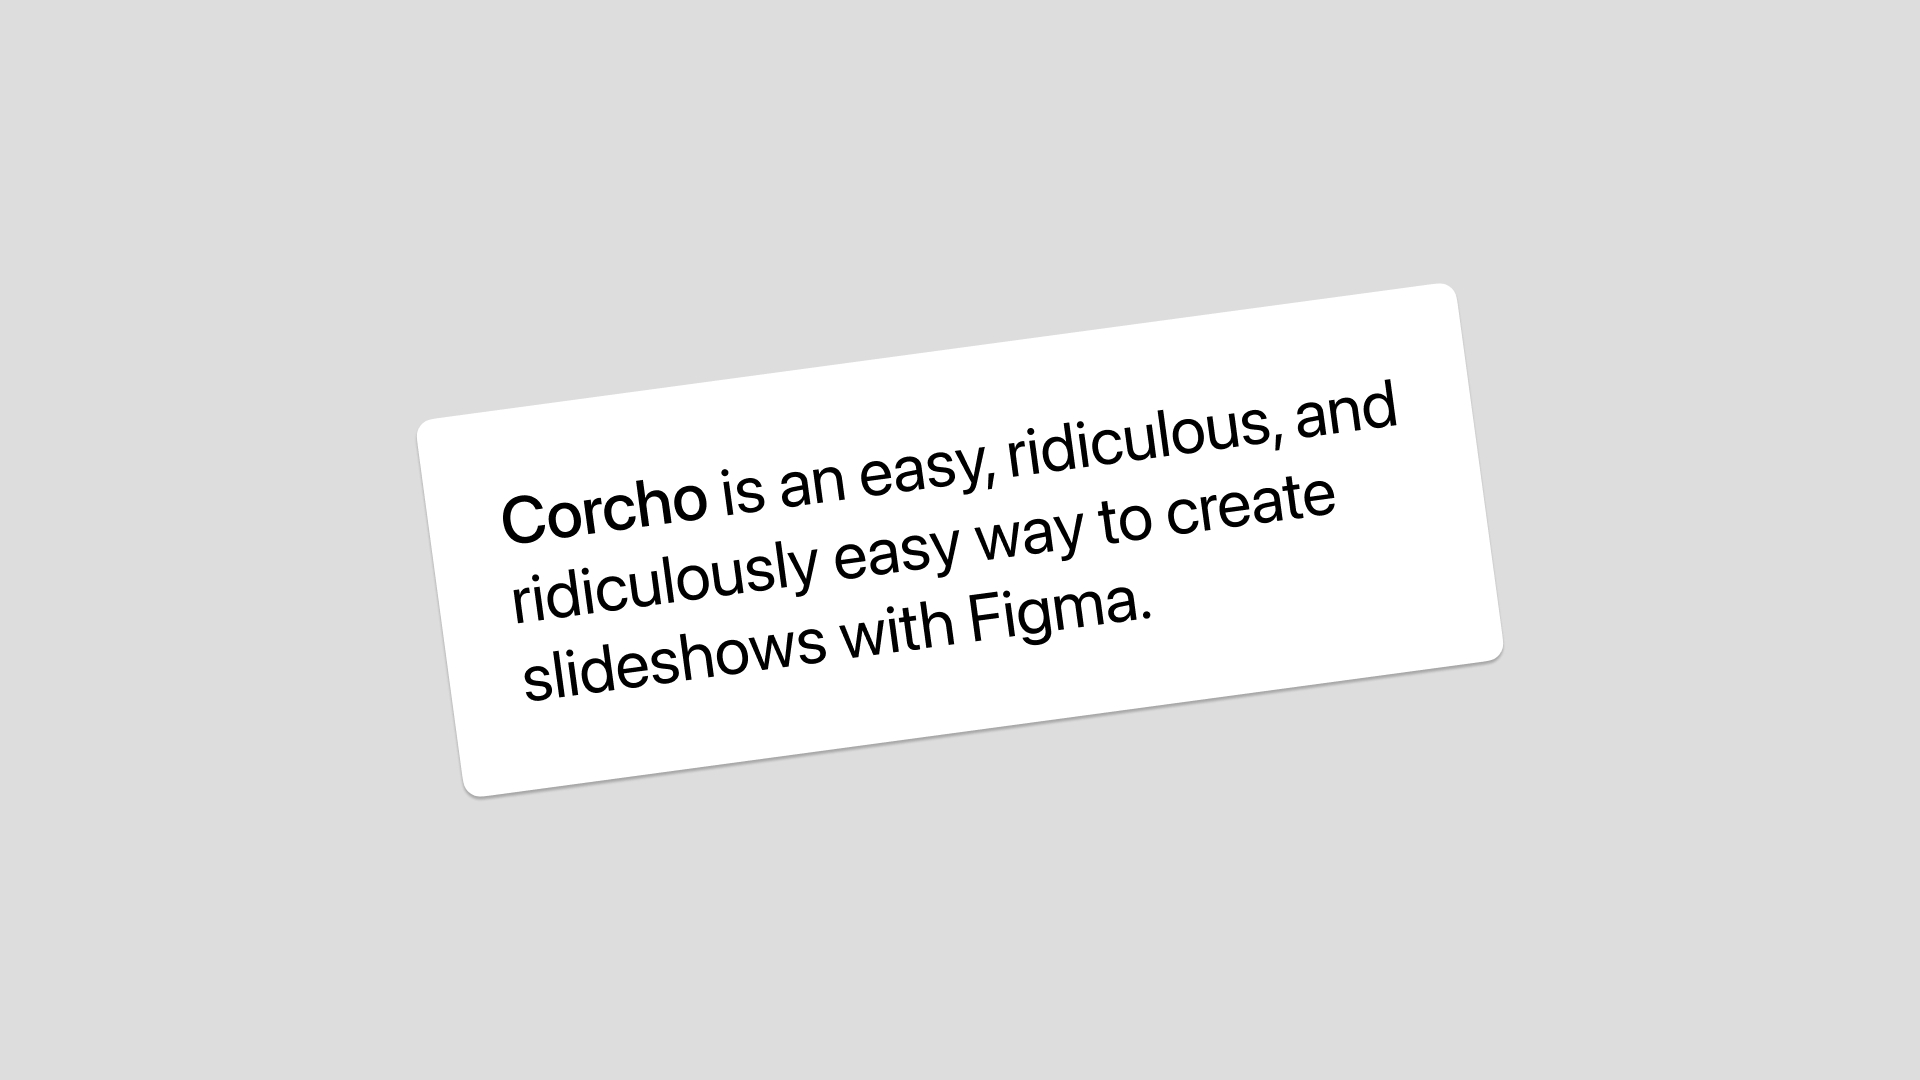 Corcho is an easy, ridiculous, and
ridiculously easy way to create
slideshows with Figma.